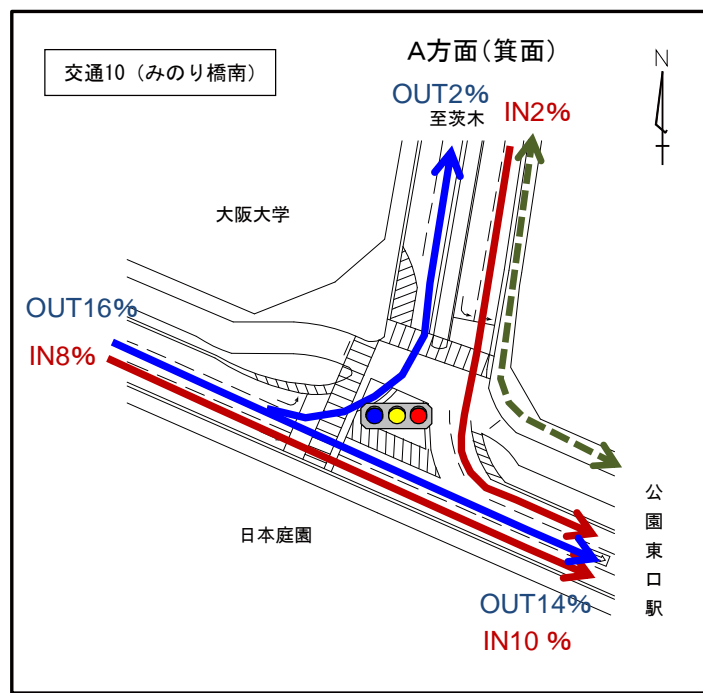 交通10（みのり橋南）
A方面(箕面)
OUT2%
IN2%
至茨木
N
大阪大学
OUT16%
IN8%
日本庭園
公園東口駅
OUT14%
IN10 %